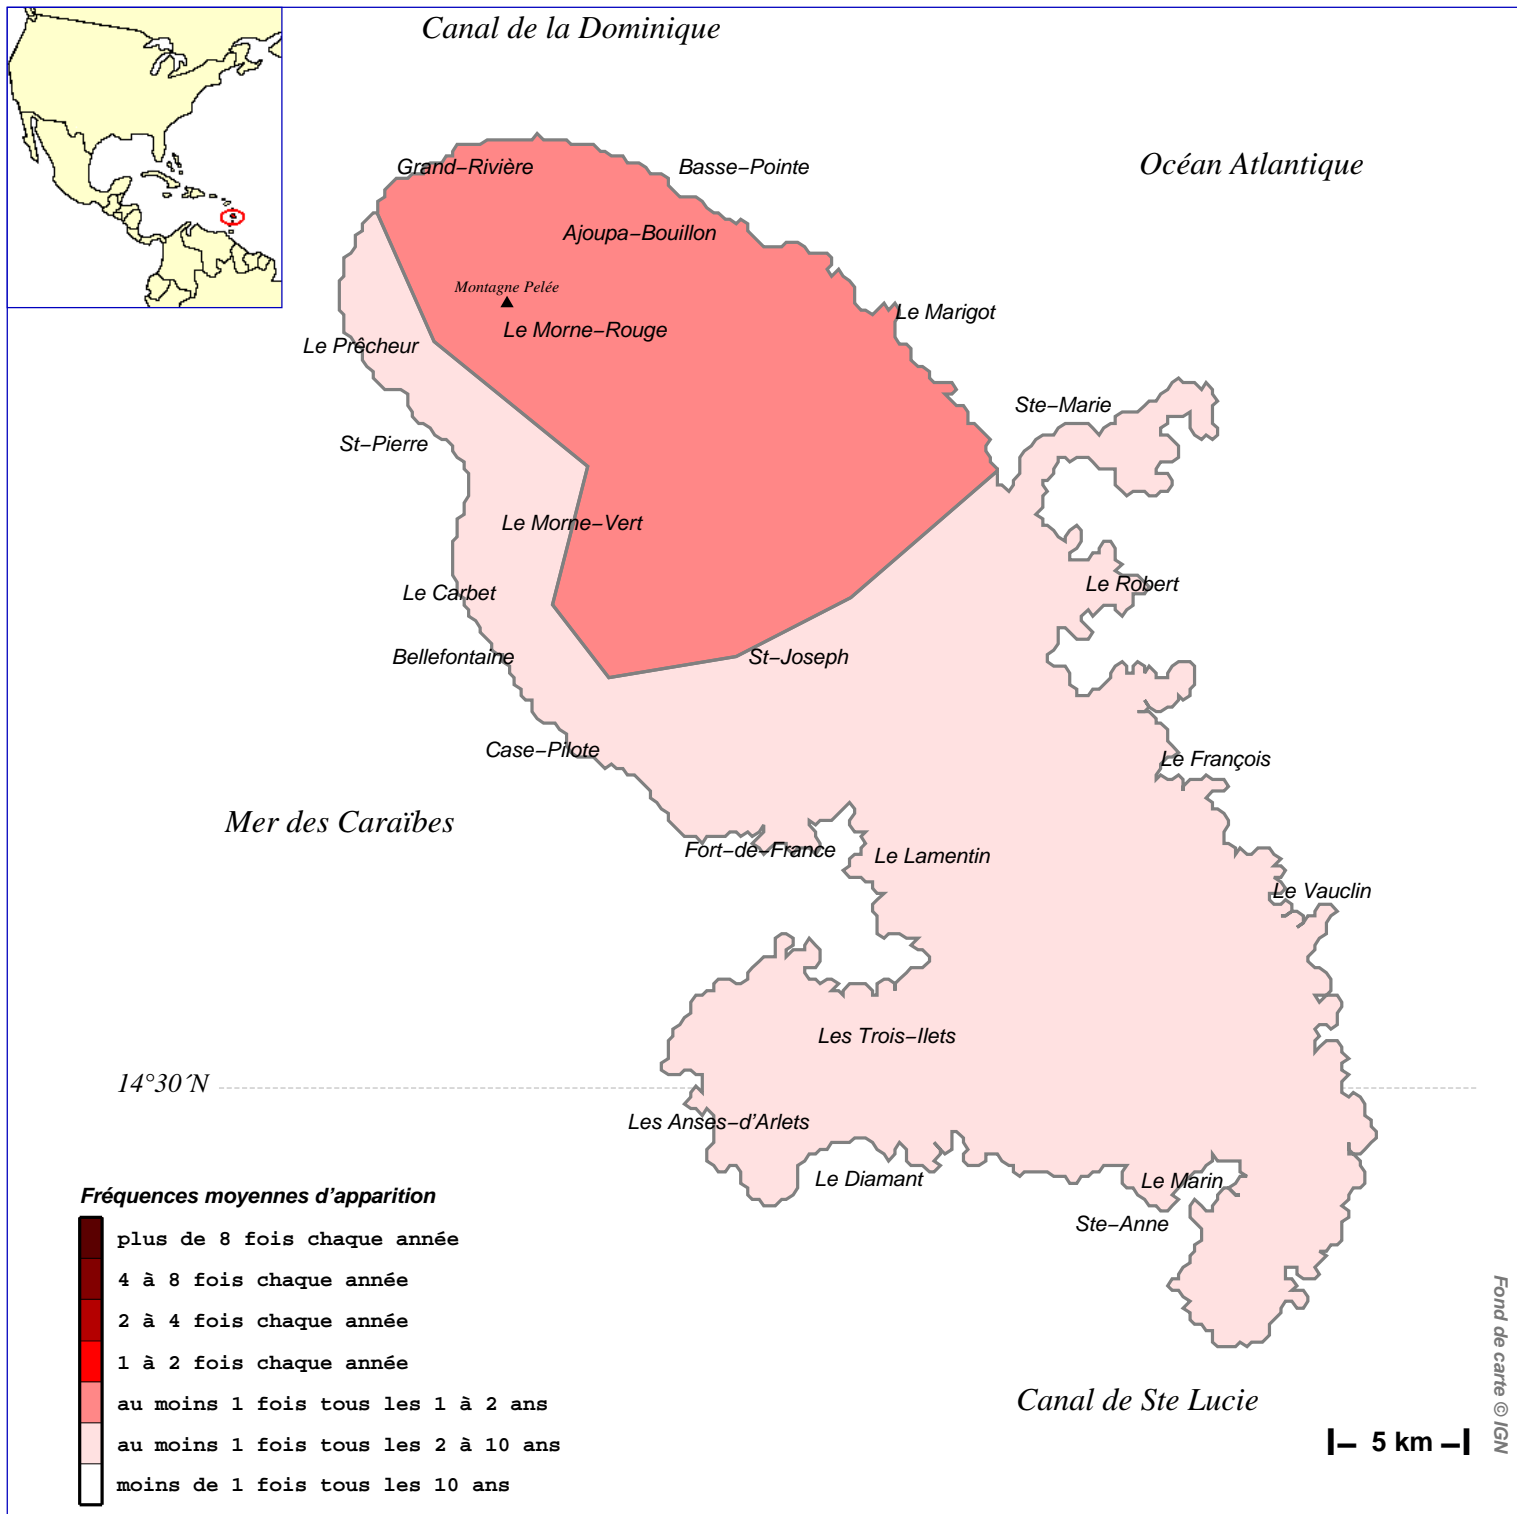 Canal de la Dominique
Océan Atlantique
Grand-Rivière
Basse-Pointe
Ajoupa-Bouillon
Montagne Pelée
Le Morne-Rouge
Le Marigot
Le Prêcheur
Ste-Marie
St-Pierre
Le Morne-Vert
Le Carbet
Le Robert
Bellefontaine
St-Joseph
Case-Pilote
Le François
Mer des Caraïbes
Fort-de-France
Le Lamentin
Le Vauclin
Les Trois-Ilets
14°30´N
Les Anses-d'Arlets
Le Diamant
Le Marin
Ste-Anne
Fréquences moyennes d'apparition
plus de 8 fois chaque année
4 à 8 fois chaque année
2 à 4 fois chaque année
1 à 2 fois chaque année
au moins 1 fois tous les 1 à 2 ans
au moins 1 fois tous les 2 à 10 ans
moins de 1 fois tous les 10 ans
Canal de Ste Lucie
5 km
Fond de carte © IGN